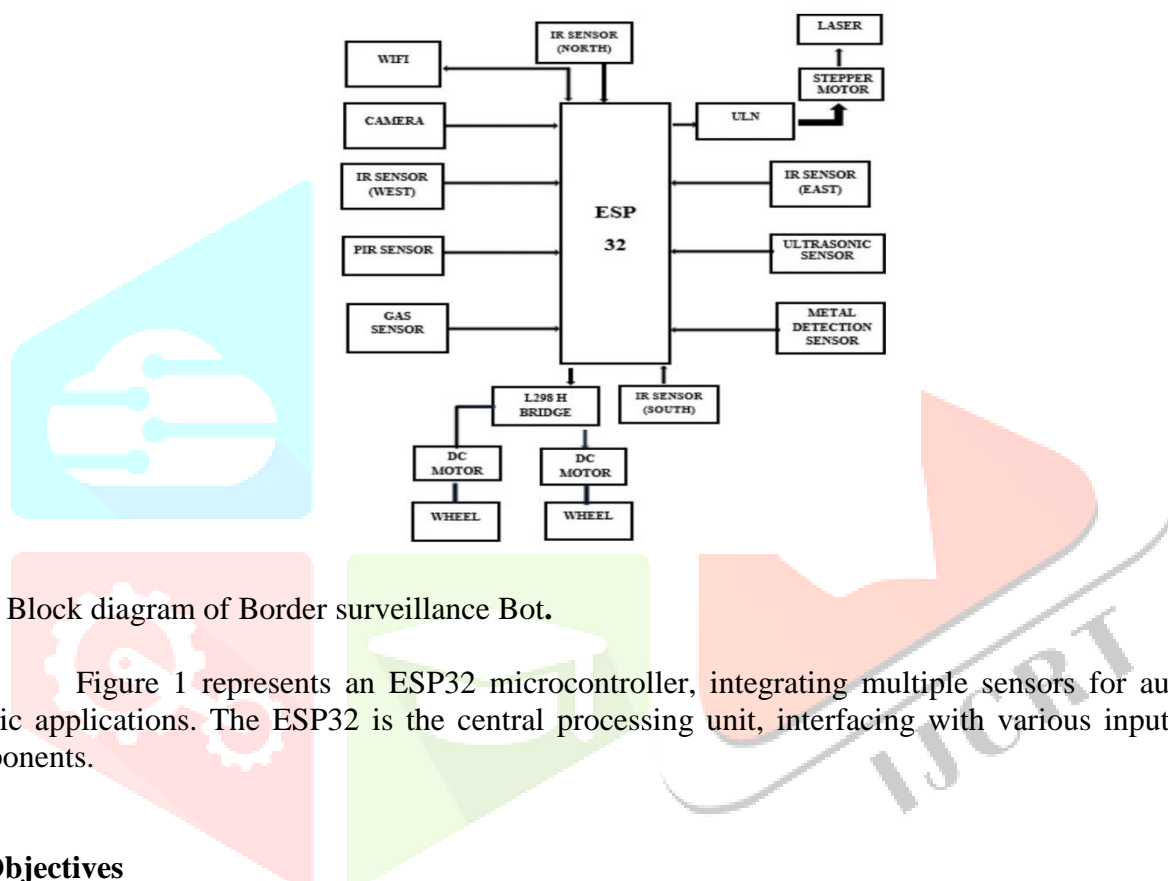 LASER
IR SENSOR
(NORTH)
WIFI
STEPPER
MOTOR
CAMERA
ULN
IR SENSOR
(WEST)
IR SENSOR
(EAST)
ESP
32
PIR SENSOR
ULTRASONIC
SENSOR
GAS
SENSOR
METAL
DETECTION
SENSOR
L298 H
BRIDGE
IR SENSOR
(SOUTH)
DC
MOTOR
DC
MOTOR
WHEEL
WHEEL
Block diagram of Border surveillance Bot.
Figure 1 represents an ESP32 microcontroller, integrating multiple sensors for au
ic applications. The ESP32 is the central processing unit, interfacing with various input
ponents.
IJCRT
Objectives